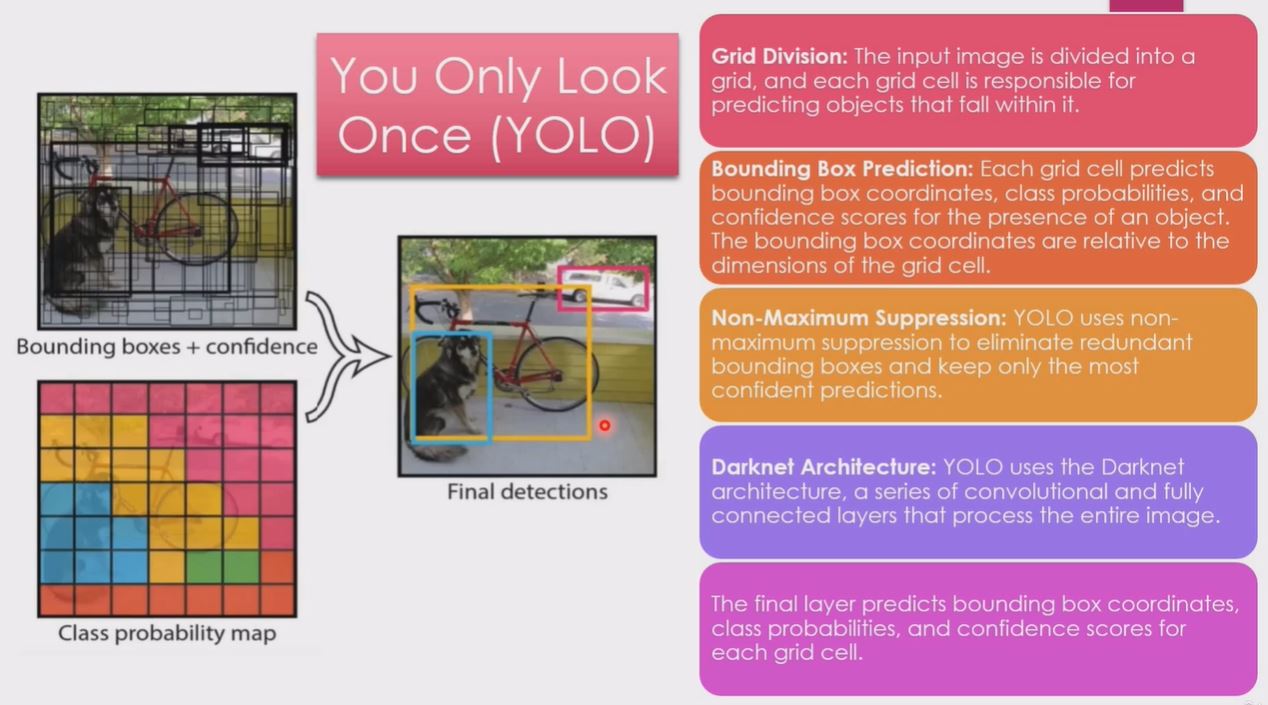 You Only Look
Once (YOLO)
Bounding boxes + confidence
Class probability map
Final detections
Grid Division: The input image is divided into a
grid, and each grid cell is responsible for
predicting objects that fall within it.
Bounding Box Prediction: Each grid cell predicts
bounding box coordinates, class probabilities, and
confidence scores for the presence of an object.
The bounding box coordinates are relative to the
dimensions of the grid cell.
Non-Maximum Suppression: YOLO uses non-
maximum suppression to eliminate redundant
bounding boxes and keep only the most
confident predictions.
Darknet Architecture: YOLO uses the Darknet
architecture, a series of convolutional and fully
connected layers that process the entire image.
The final layer predicts bounding box coordinates,
class probabilities, and confidence scores for
each grid cell.